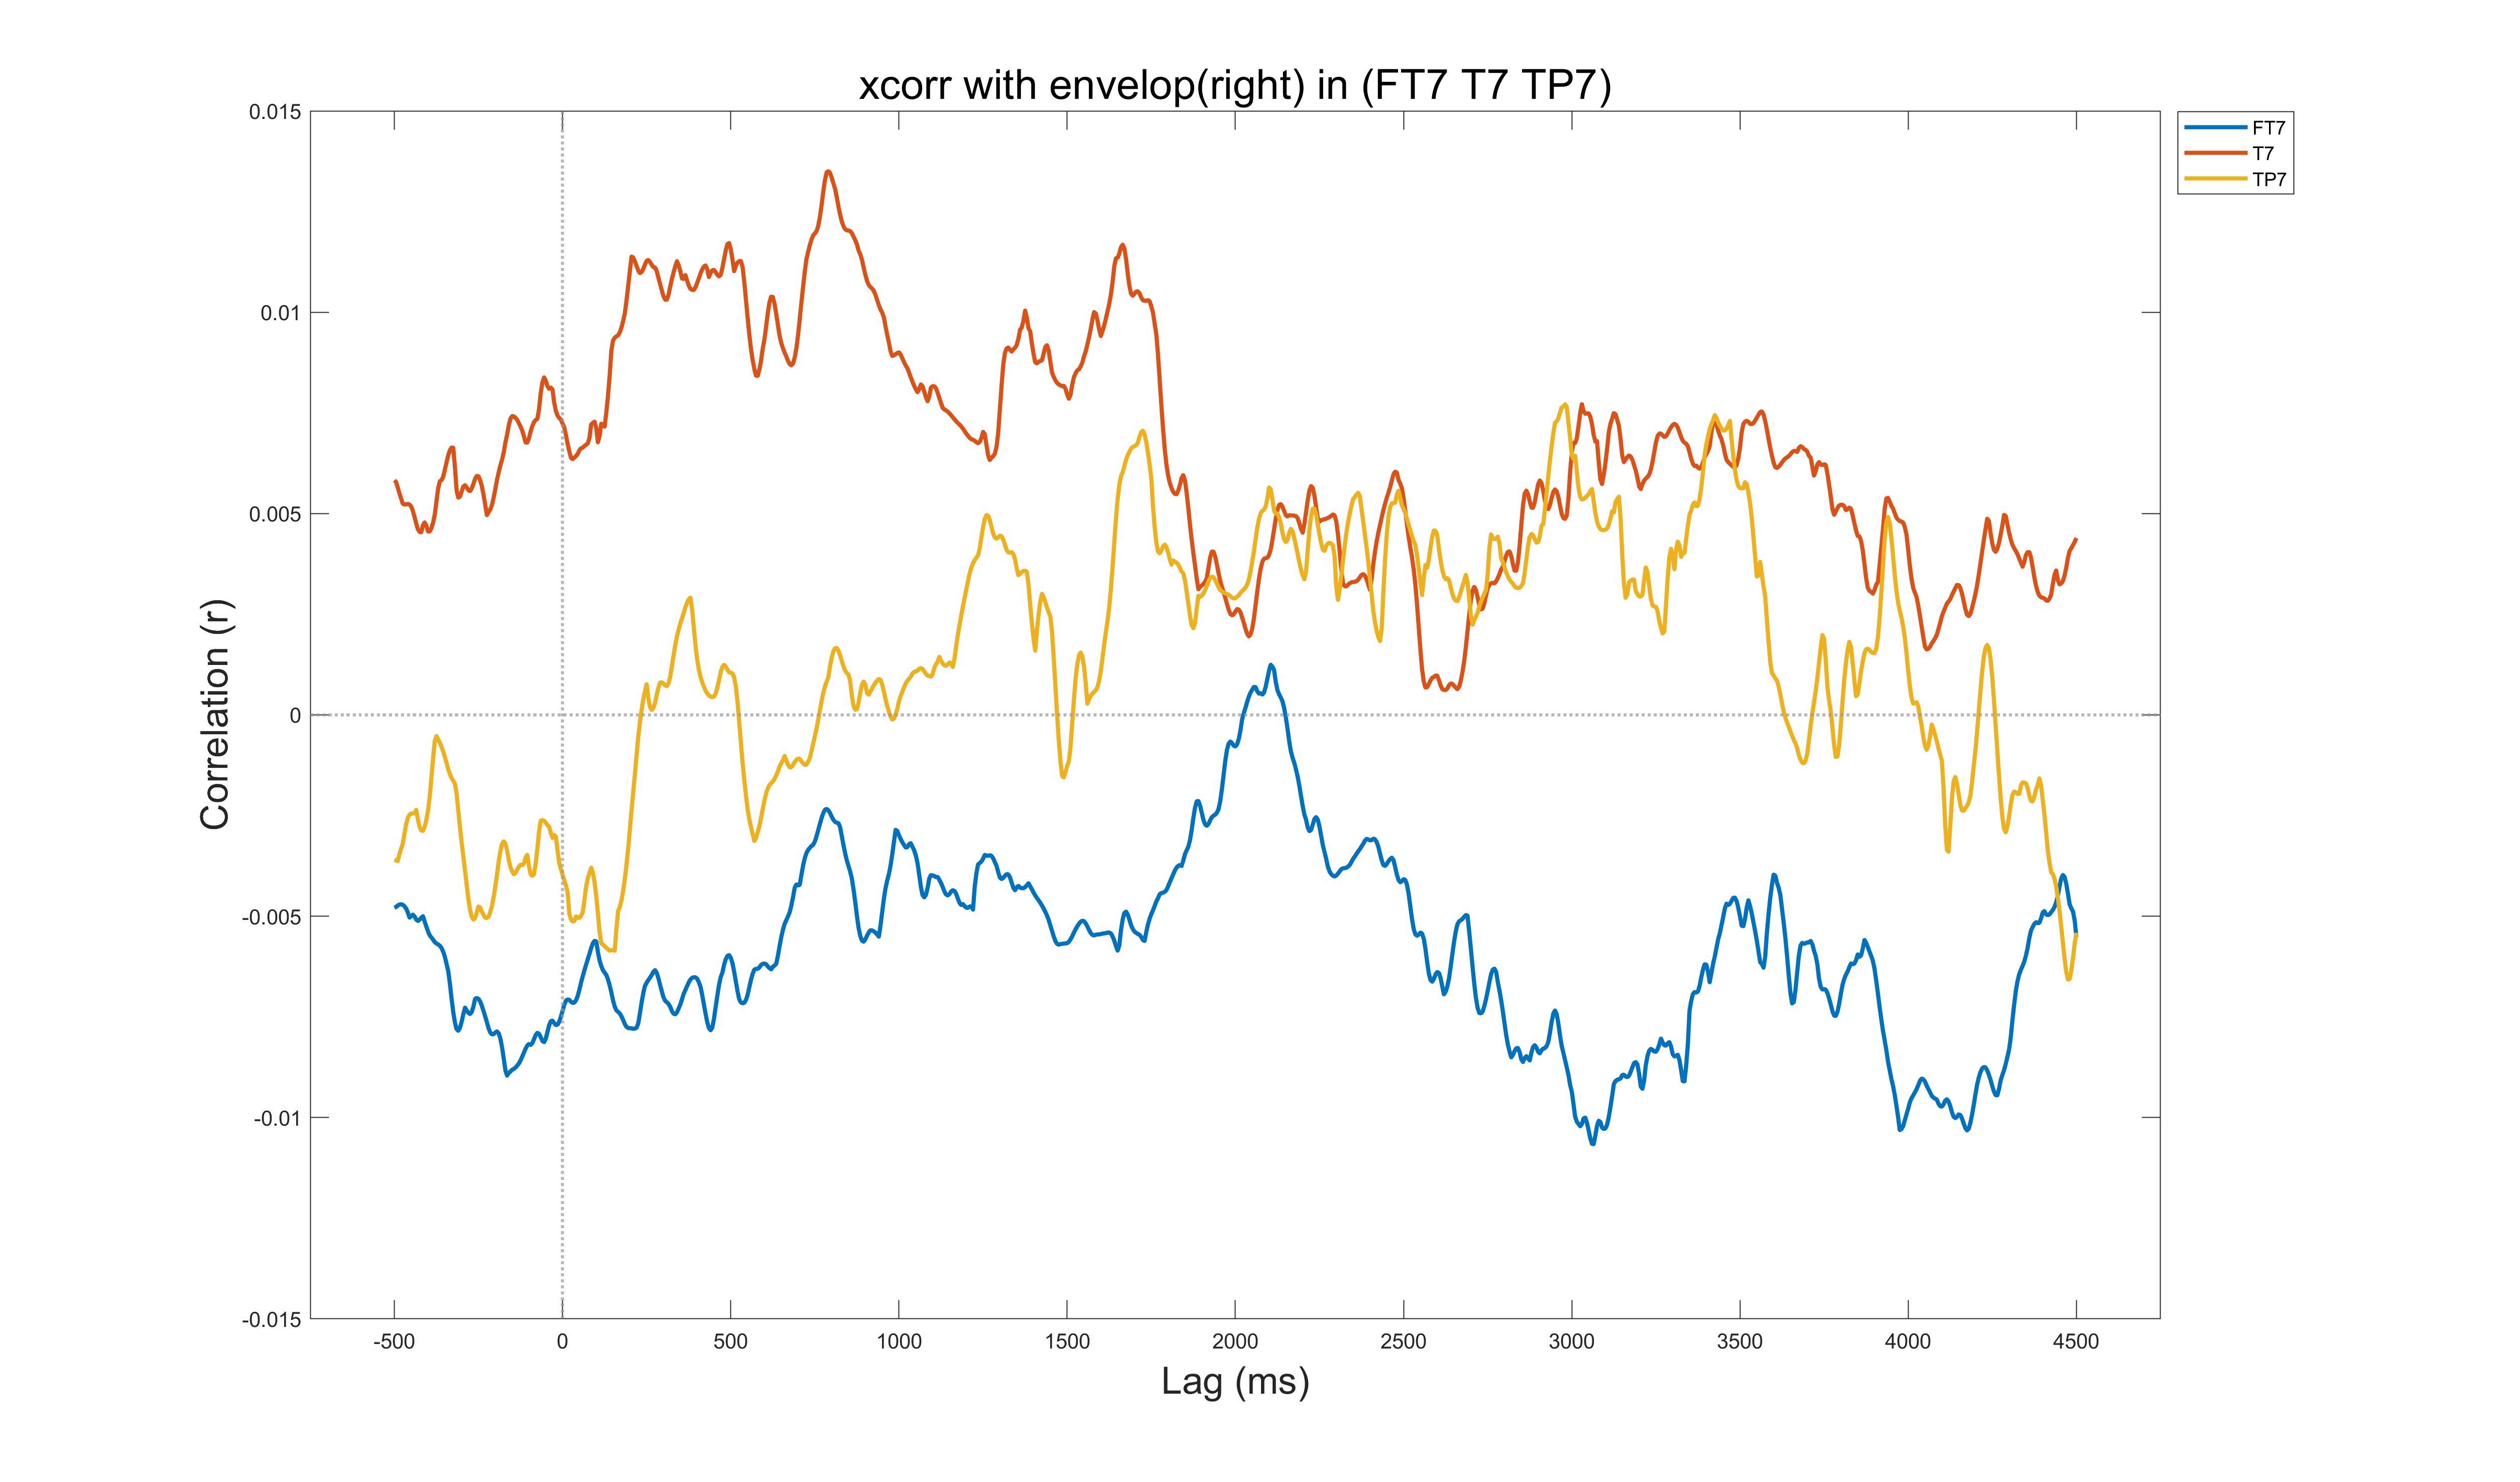 xcorr with envelop(right) in (FT7 T7 TP7)
FT7
T7
TP7
Correlation (r)
0.015
0.01
0.005
0
-0.005
-0.01
-0.015
-500 0 500 1000 1500 2000 2500 3000 3500 4000 4500
Lag (ms)